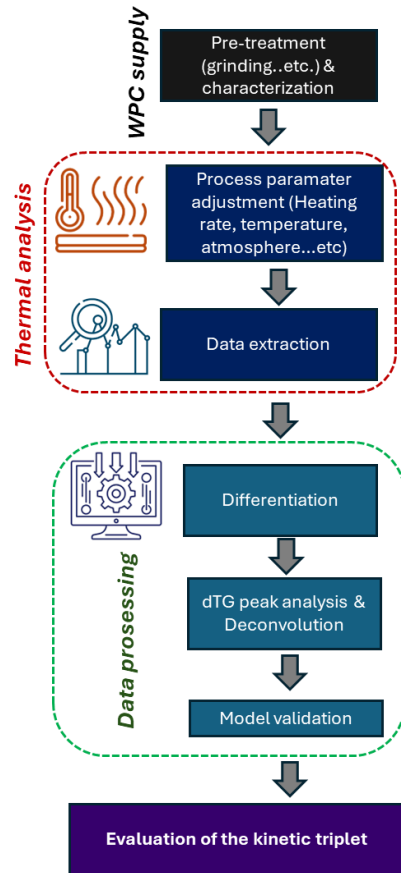 WPC supply
Pre-treatment
(grinding..etc.) &
characterization
Thermal analysis
Process paramater
adjustment (Heating
rate, temperature,
atmosphere...etc)
Data extraction
Data prosessing
Differentiation
dTG peak analysis &
Deconvolution
Model validation
Evaluation of the kinetic triplet